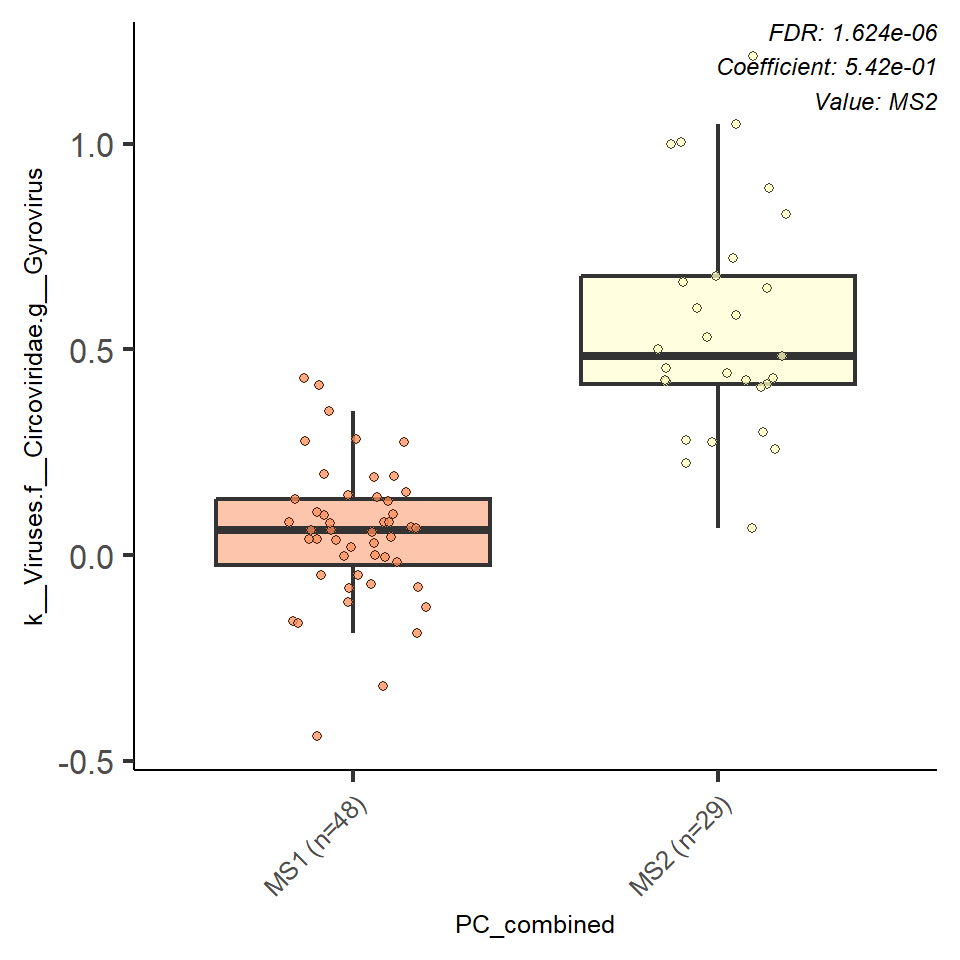 FDR: 1.624e-06
Coefficient: 5.42e-01
Value: MS2
k__Viruses.f__Circoviridae.g__Gyrovirus
1.0
0.5
0.0
-0.5
MS1 (n=48)
MS2 (n=29)
PC_combined